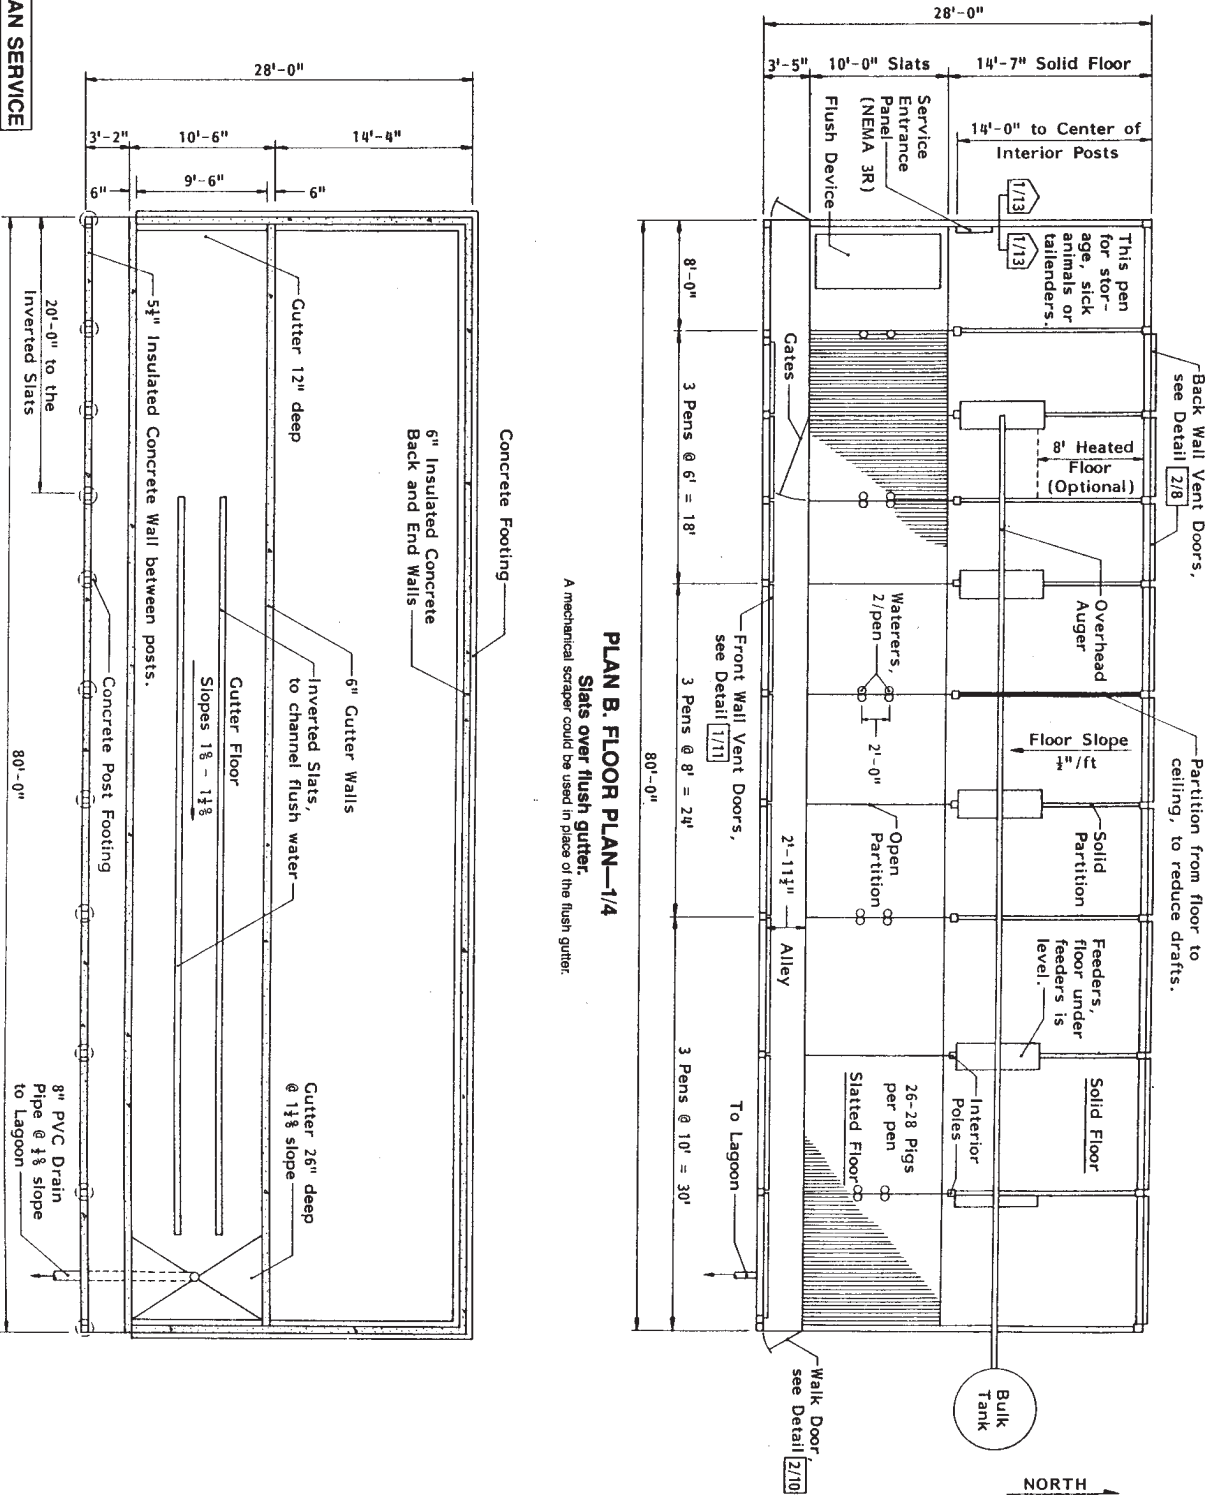 AN SERVICE
28'-0"
3'-5"
10'-0" Slats
14'-7" Solid Floor
14'-0" to Center of
Interior Posts
Service
Entrance
Panel
(NEMA 3R)
Flush Device
1/13
1/13
This pen
for stor-
age, sick
animals or
tailenders.
Back Wall Vent Doors,
see Detail 2/8
8'-0"
Gates
3 Pens @ 6' = 18'
8' Heated
Floor
(Optional)
Overhead
Auger
Waterers,
2/pen
2'-0"
Front Wall Vent Doors,
see Detail 1/11
3 Pens @ 8' = 24'
Floor Slope
¼"/ft
Partition from floor to
ceiling, to reduce drafts.
Solid
Partition
Open
Partition
2'-11½"
Alley
Feeders,
floor under
feeders is
level.
Interior
Poles
Solid Floor
26-28 Pigs
per pen
Slatted Floor
3 Pens @ 10' = 30'
To Lagoon
80'-0"
Walk Door,
see Detail 2/10
Bulk
Tank
NORTH
PLAN B. FLOOR PLAN—1/4
Slats over flush gutter.
A mechanical scraper could be used in place of the flush gutter.
28'-0"
3'-2"
10'-6"
14'-4"
6"
9'-6"
6"
Gutter 12" deep
Concrete Footing
6" Insulated Concrete
Back and End Walls
5½" Insulated Concrete Wall between posts.
20'-0" to the
Inverted Slats
6" Gutter Walls
Inverted Slats,
to channel flush water
Gutter Floor
Slopes 1% - 1½%
Concrete Post Footing
Gutter 26" deep
@ 1½% slope
8" PVC Drain
Pipe @ ½% slope
to Lagoon
80'-0"